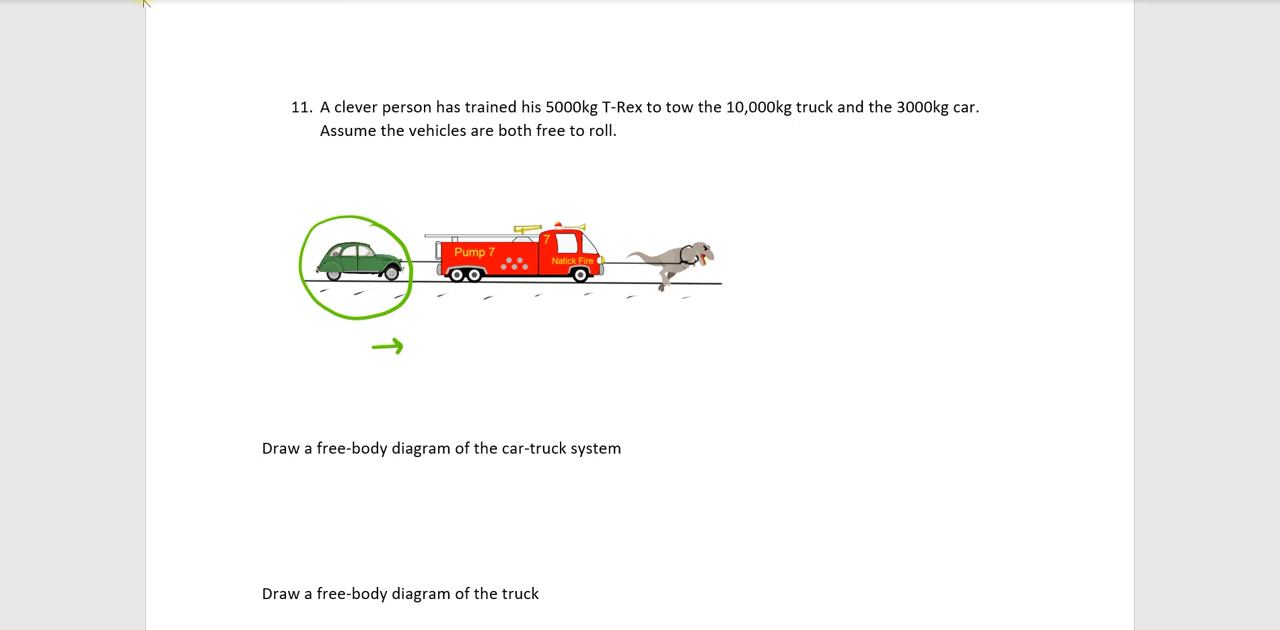 11. A clever person has trained his 5000kg T-Rex to tow the 10,000kg truck and the 3000kg car.
Assume the vehicles are both free to roll.
7
Pump 7
Natick Fire
Draw a free-body diagram of the car-truck system
Draw a free-body diagram of the truck